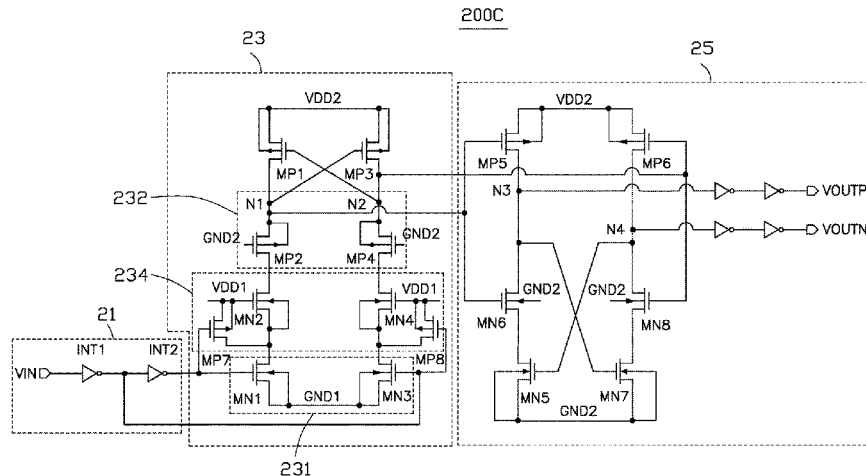 200C
23
25
VDD2
VDD2
MP1
MP3
MP5
MP6
232
N1
N2
N3
VOUTP
GND2
GND2
N4
VOUTN
MP2
MP4
234
VDD1
VDD1
GND2
GND2
MN2
MN4
MN6
MN8
21
INT1
INT2
MP7
MP8
VIN
MN1
GND1
MN3
MN5
MN7
GND2
231